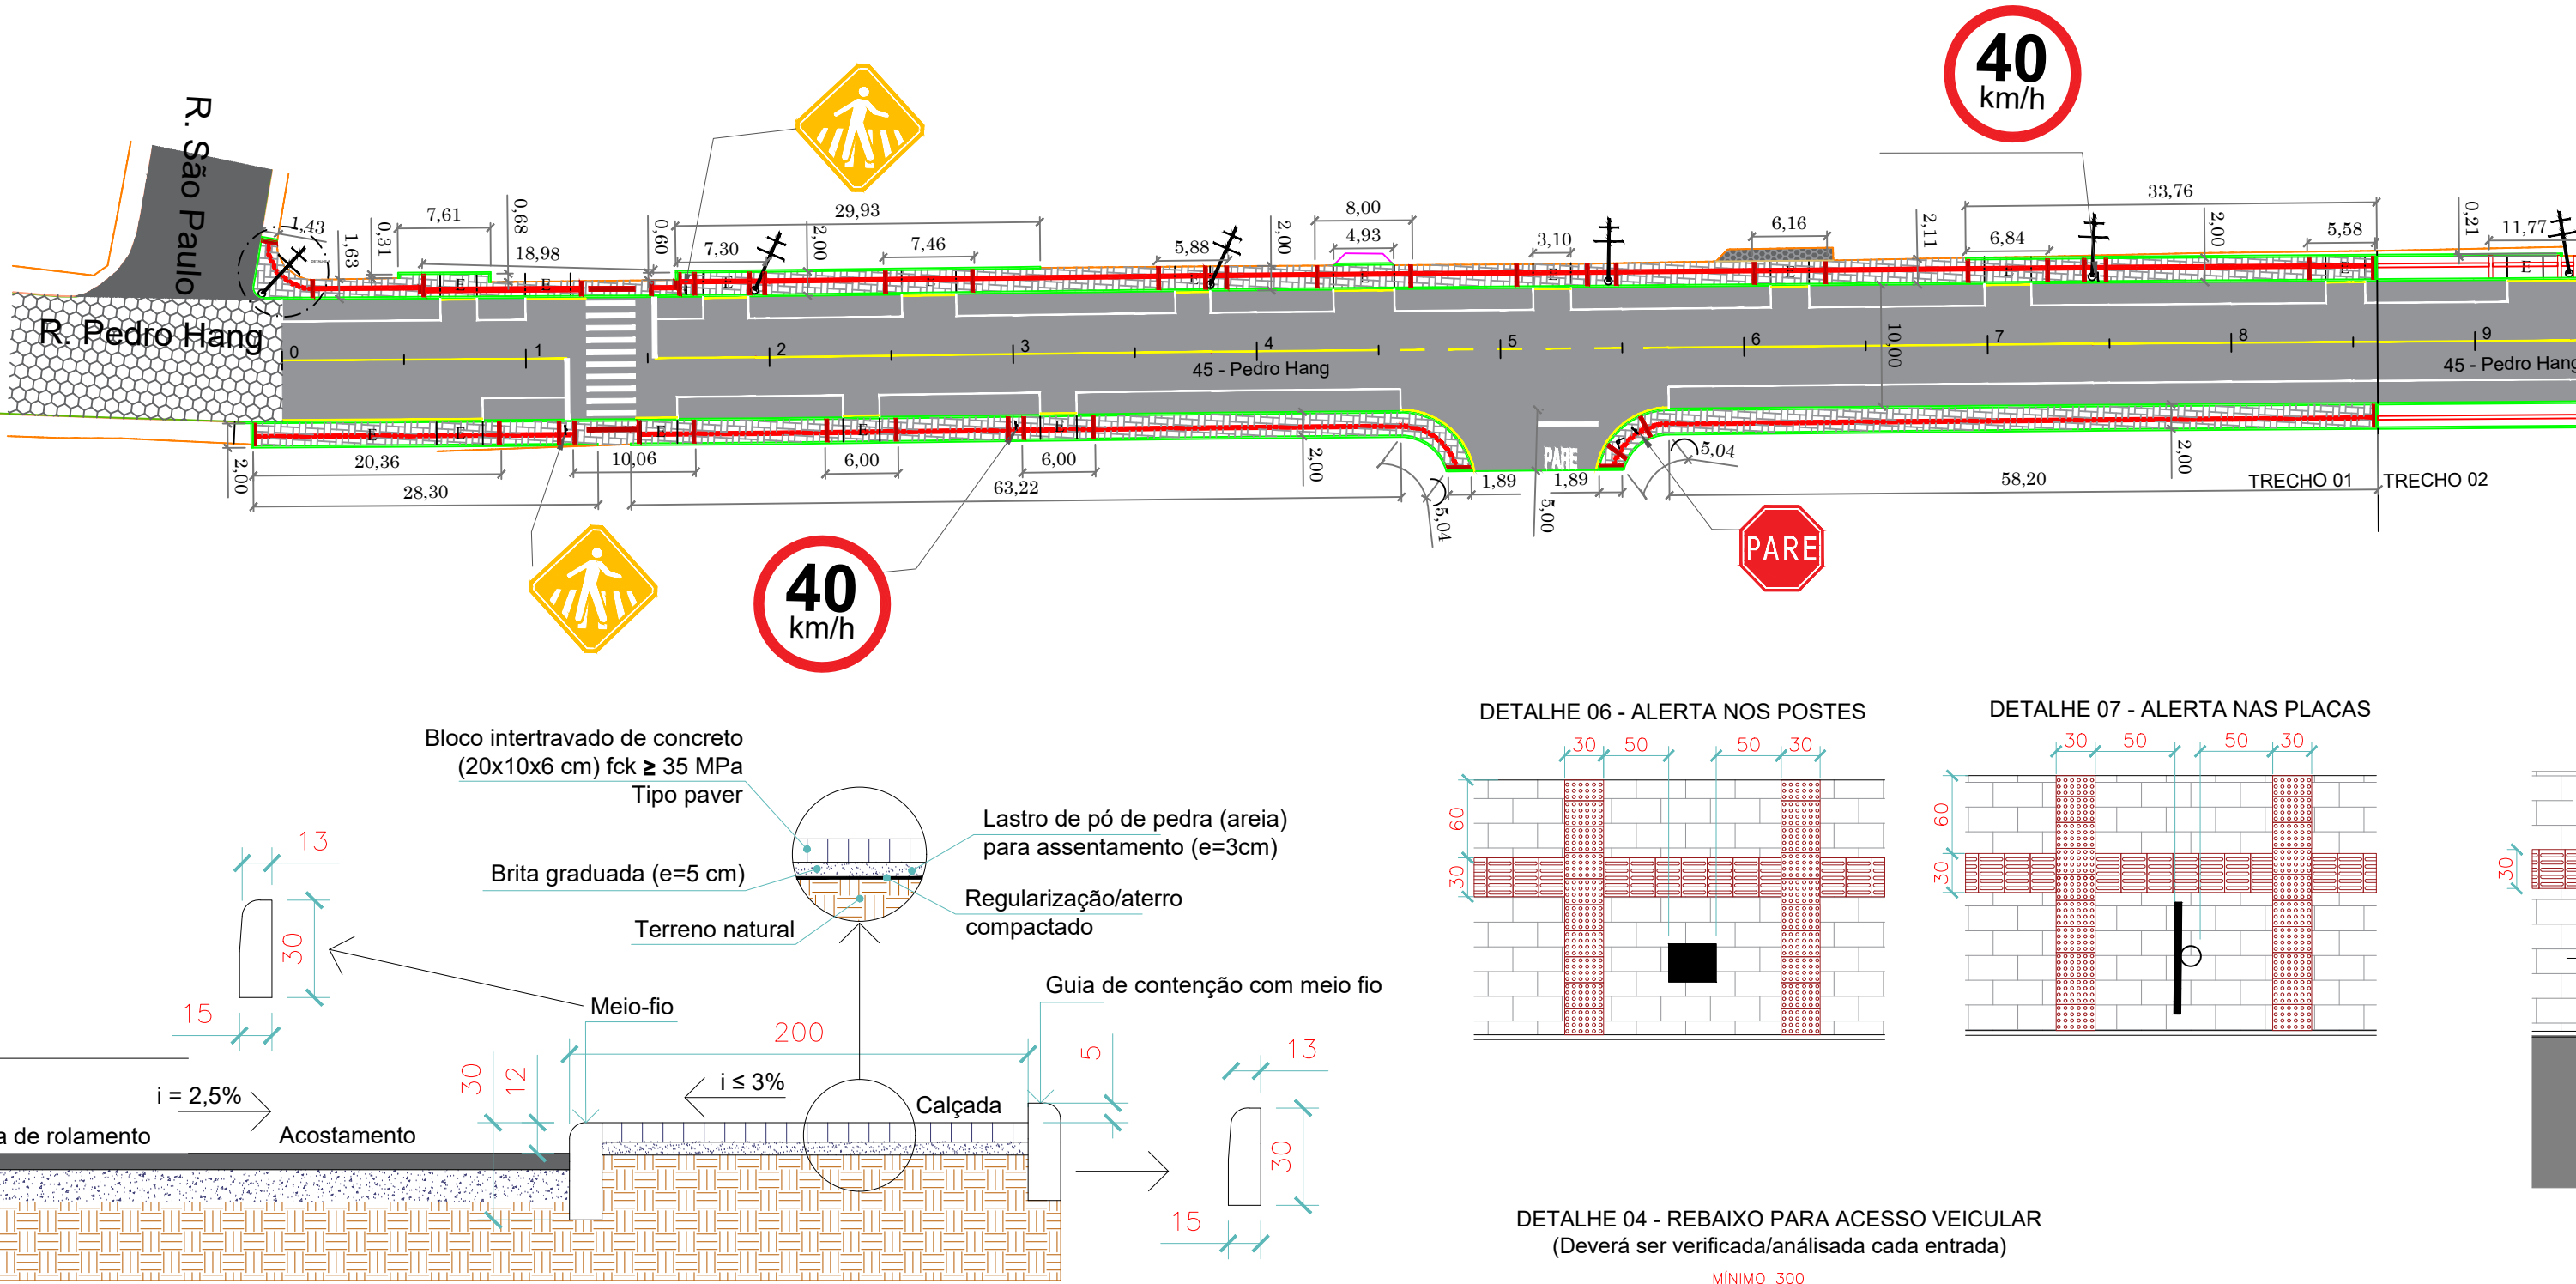 40
km/h
R. São Paulo
1,43
1,63
0,31
7,61
0,68
18,98
0,60
29,93
7,30
2,00
7,46
5,88
2,00
8,00
4,93
3,10
6,16
2,11
33,76
6,84
2,00
5,58
0,21
11,77
E
E
E
E
E
E
E
R. Pedro Hang
0
1
2
3
4
5
6
7
8
9
10,00
45 - Pedro Hang
45 - Pedro Hang
E
E
E
E
E
PARE
2,00
20,36
28,30
10,06
6,00
6,00
63,22
2,00
5,04
1,89
5,00
1,89
5,04
58,20
2,00
TRECHO 01
TRECHO 02
PARE
40
km/h
DETALHE 06 - ALERTA NOS POSTES
30 50 50 30
60
30
DETALHE 07 - ALERTA NAS PLACAS
30 50 50 30
60
30
30
Bloco intertravado de concreto
(20x10x6 cm) fck ≥ 35 MPa
Tipo paver
Lastro de pó de pedra (areia)
para assentamento (e=3cm)
Brita graduada (e=5 cm)
Regularização/aterro
compactado
Terreno natural
13
30
15
Meio-fio
Guia de contenção com meio fio
200
30
12
5
i = 2,5%
i ≤ 3%
Calçada
a de rolamento
Acostamento
13
30
15
DETALHE 04 - REBAIXO PARA ACESSO VEICULAR
(Deverá ser verificada/análisada cada entrada)
MÍNIMO 300